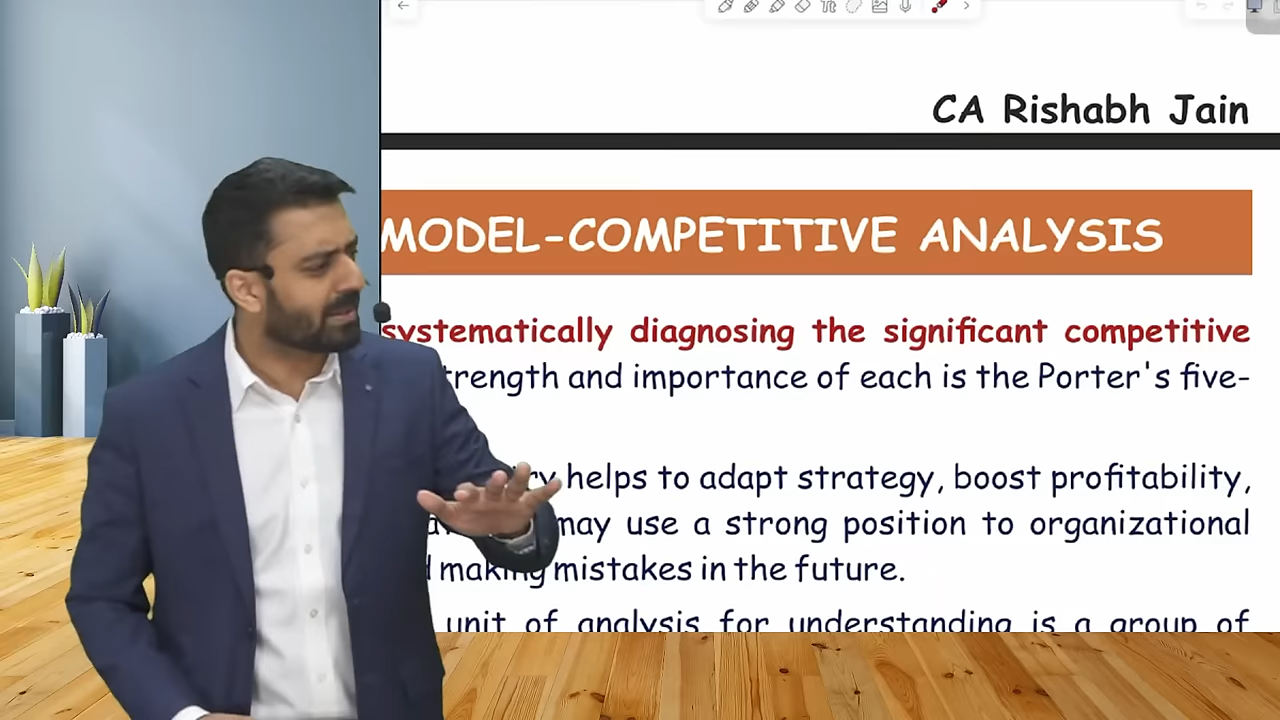 CA Rishabh Jain
MODEL-COMPETITIVE ANALYSIS
systematically diagnosing the significant competitive
trength and importance of each is the Porter's five-
helps to adapt strategy, boost profitability,
may use a strong position to organizational
making mistakes in the future.
unit of analysis for understanding is a group of